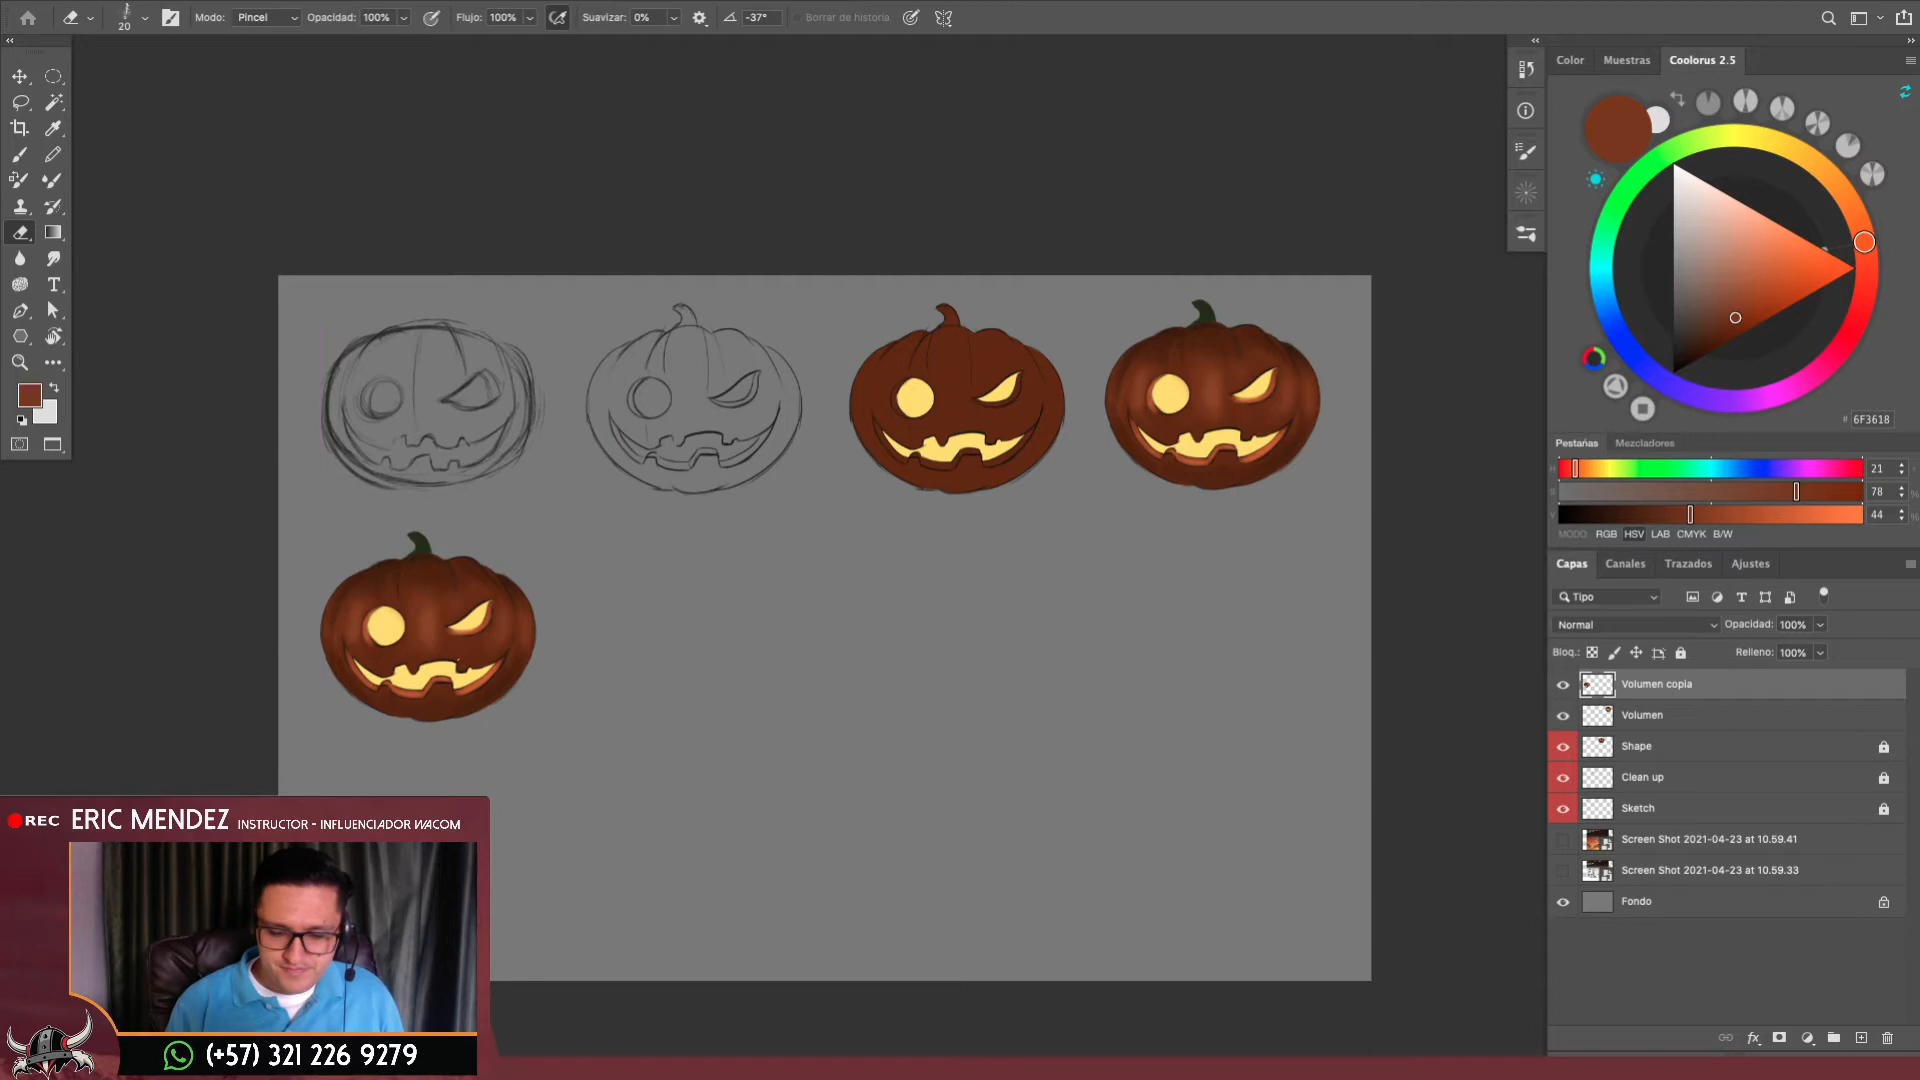 20
Modo: Pincel
Opacidad: 100%
Flujo: 100%
Suavizar: 0%
-37°
Borrar de historia
Color Muestras Coolorus 2.5
# 6F3618
Pestañas Mezcladores
H 21
S 78 %
V 44 %
MODO RGB HSV LAB CMYK B/W
Capas Canales Trazados Ajustes
Tipo
Normal Opacidad: 100%
Bloq.: Relleno: 100%
Volumen copia
Volumen
Shape
Clean up
Sketch
Screen Shot 2021-04-23 at 10.59.41
Screen Shot 2021-04-23 at 10.59.33
Fondo
fx
REC ERIC MENDEZ INSTRUCTOR - INFLUENCIADOR WACOM
(+57) 321 226 9279